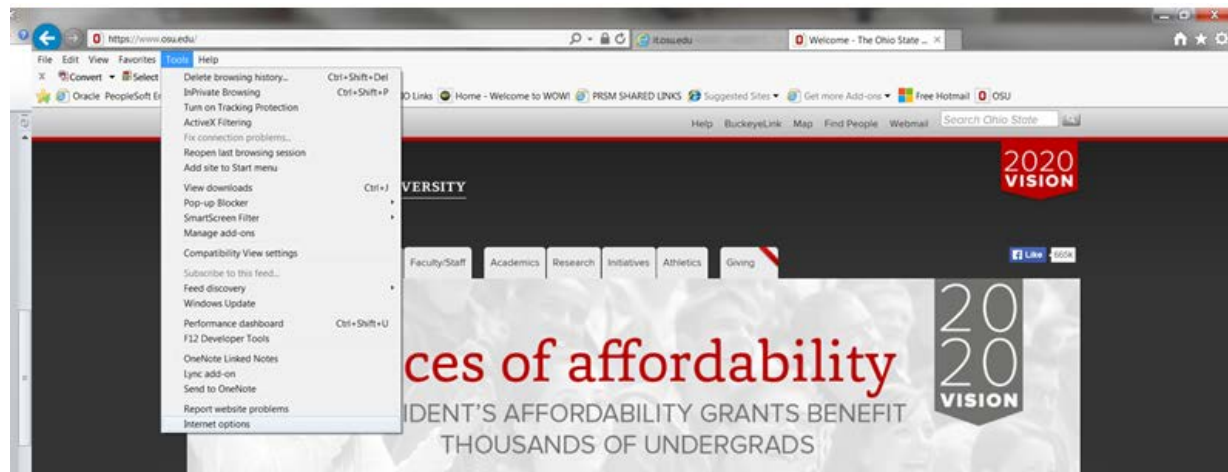 https://www.osu.edu/
it.osu.edu
Welcome - The Ohio State ...
File Edit View Favorites Tools Help
Convert Select
Oracle PeopleSoft
Links Home - Welcome to WOW! PRSM SHARED LINKS Suggested Sites Get more Add-ons Free Hotmail OSU
Help BuckeyeLink Map Find People Webmail Search Ohio State
Delete browsing history... Ctrl+Shift+Del
InPrivate Browsing Ctrl+Shift+P
Turn on Tracking Protection
ActiveX Filtering
Fix connection problems...
Reopen last browsing session
Add site to Start menu
View downloads Ctrl+J
Pop-up Blocker
SmartScreen Filter
Manage add-ons
Compatibility View settings
Subscribe to this feed...
Feed discovery
Windows Update
Performance dashboard Ctrl+Shift+U
F12 Developer Tools
OneNote Linked Notes
Lync add-on
Send to OneNote
Report website problems
Internet options
VERSITY
2020
VISION
Faculty/Staff Academics Research Initiatives Athletics Giving
Like 665k
ces of affordability
IDENT'S AFFORDABILITY GRANTS BENEFIT
THOUSANDS OF UNDERGRADS
20
20
VISION